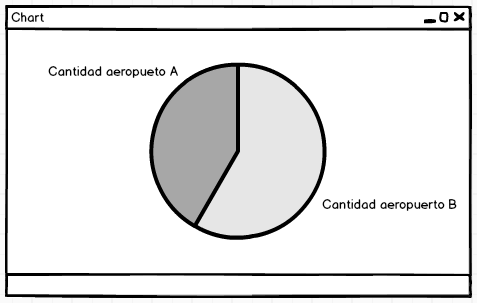 Chart
Cantidad aeropueto A
Cantidad aeropuerto B